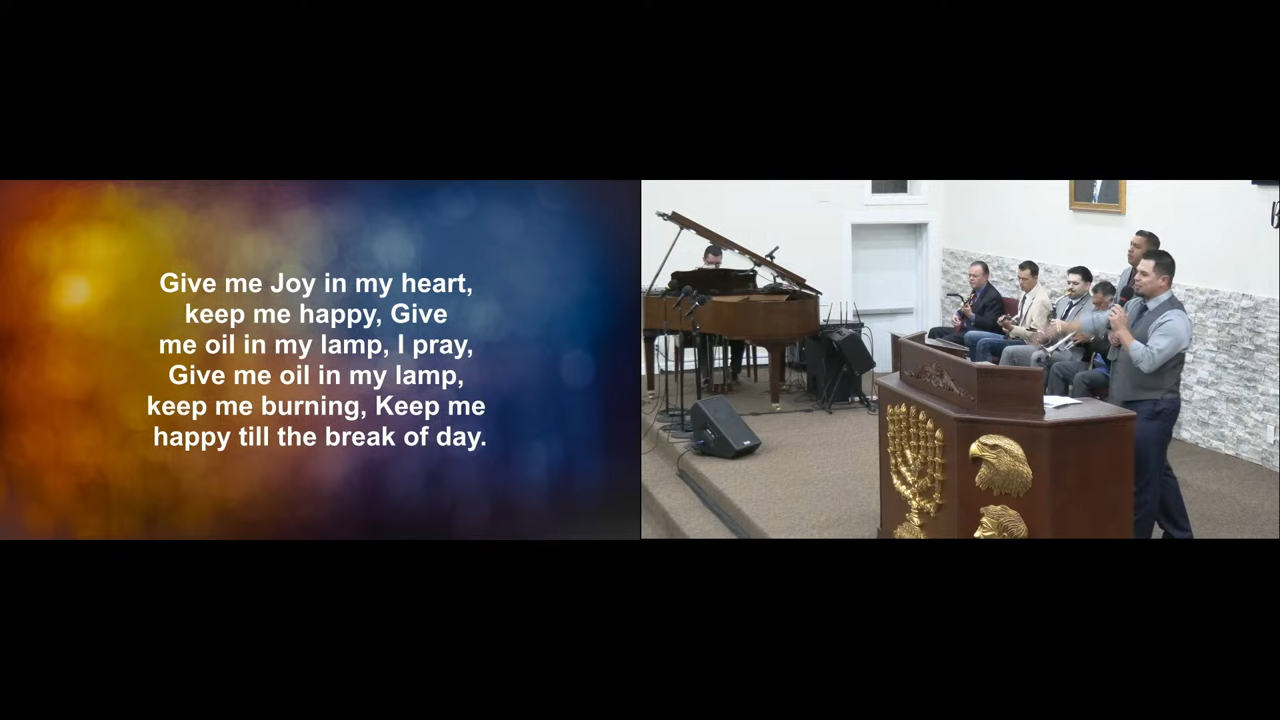 Give me Joy in my heart,
keep me happy, Give
me oil in my lamp, I pray,
Give me oil in my lamp,
keep me burning, Keep me
happy till the break of day.